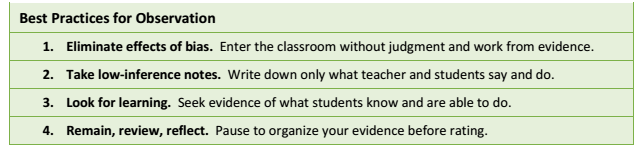 Best Practices for Observation
1. Eliminate effects of bias. Enter the classroom without judgment and work from evidence.
2. Take low-inference notes. Write down only what teacher and students say and do.
3. Look for learning. Seek evidence of what students know and are able to do.
4. Remain, review, reflect. Pause to organize your evidence before rating.